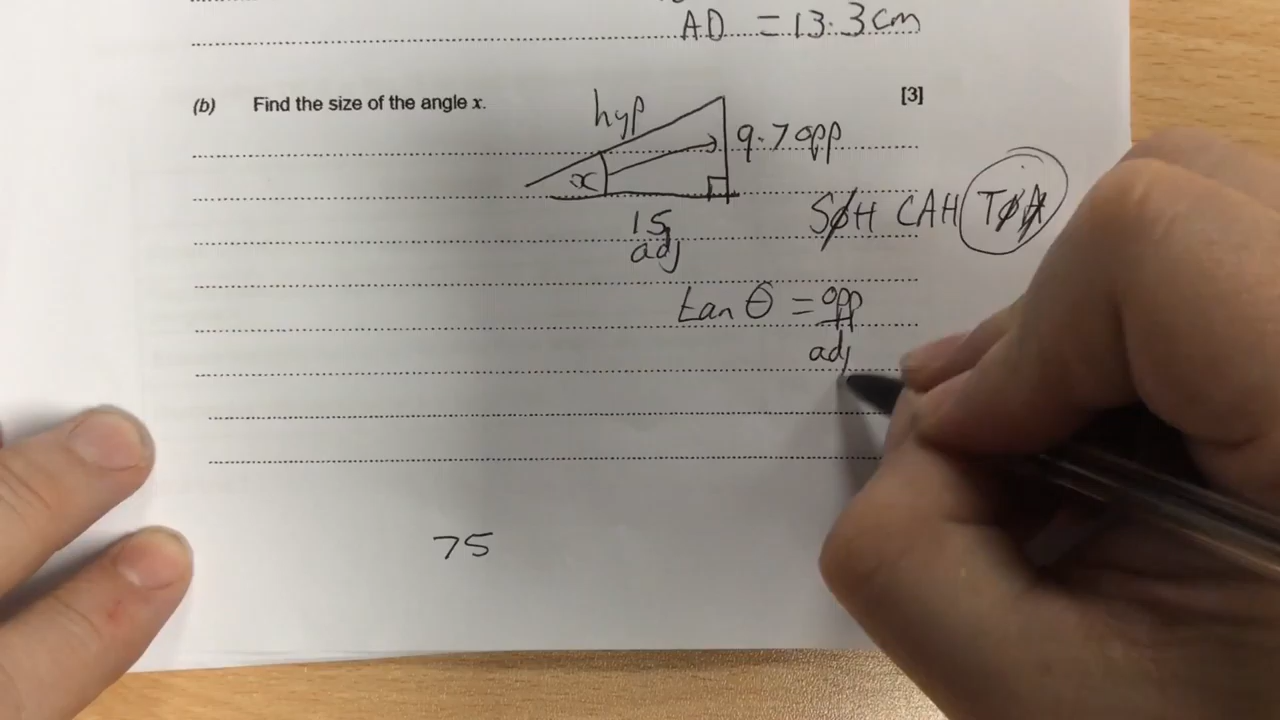 AD = 13.3cm
(b) Find the size of the angle x. [3]
hyp
9.7 opp
x
15
adj
SOH CAH TOA
tan θ = opp
adj
75